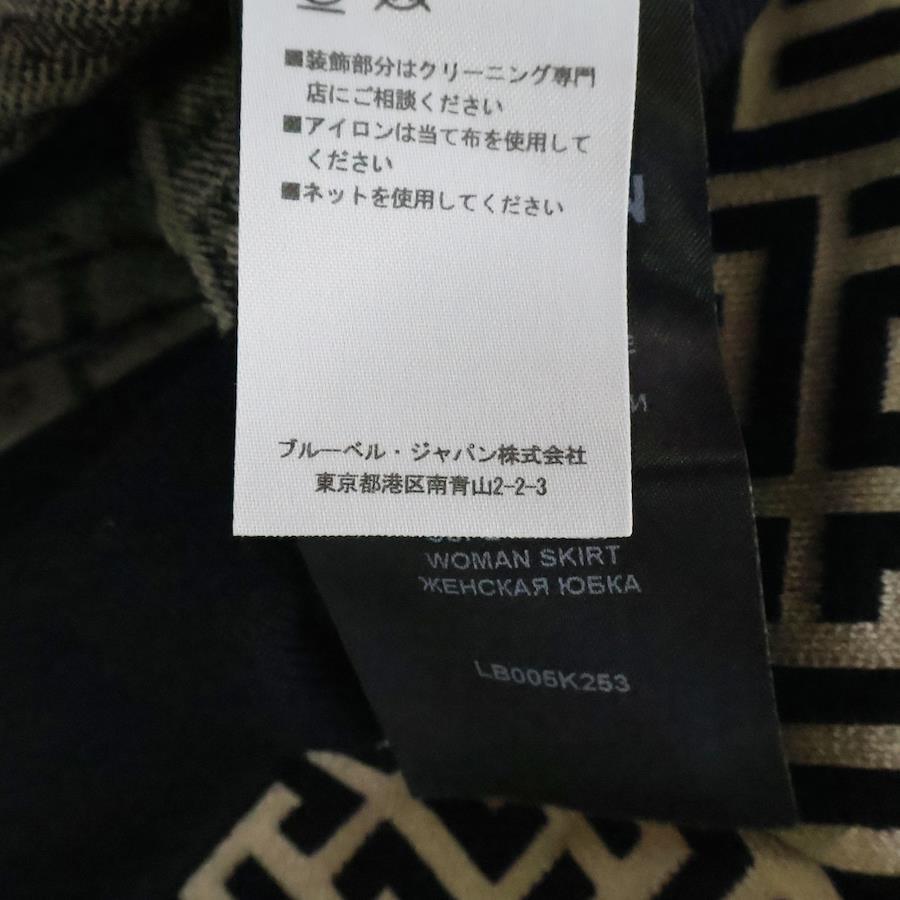 ■装飾部分はクリーニング専門
店にご相談ください
■アイロンは当て布を使用して
ください
■ネットを使用してください
ブルーベル・ジャパン株式会社
東京都港区南青山2-2-3
N
E
И
WOMAN SKIRT
ЖЕНСКАЯ ЮБКА
LB005K253